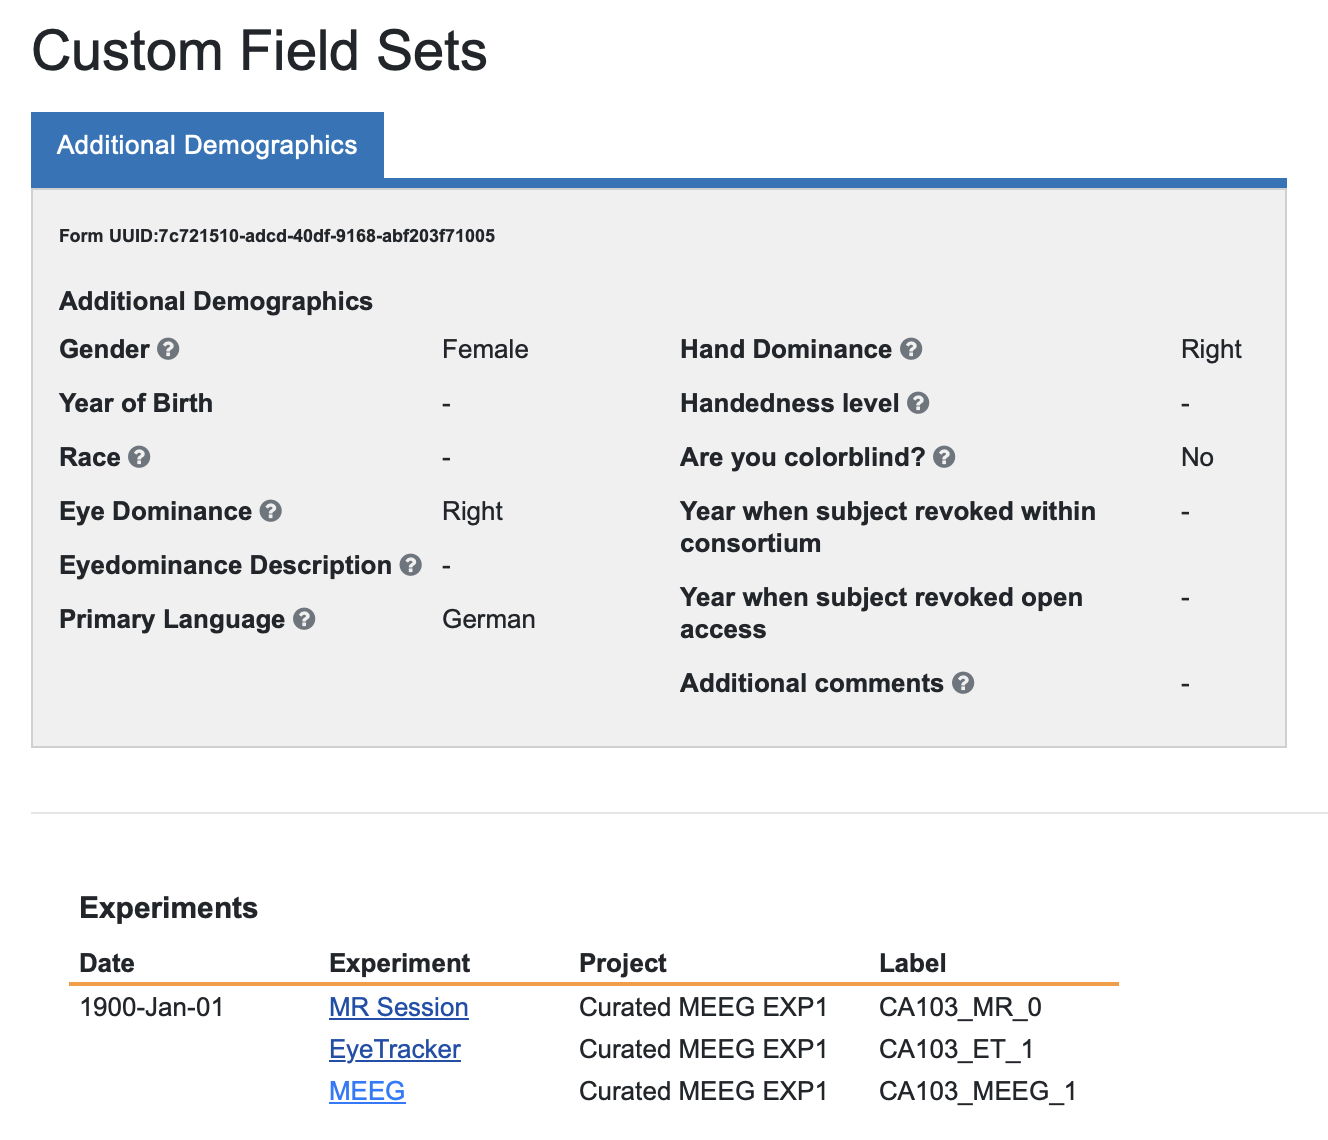 Custom Field Sets
Additional Demographics
Form UUID:7c721510-adcd-40df-9168-abf203f71005
Additional Demographics
Gender ? Female
Year of Birth -
Race ? -
Eye Dominance ? Right
Eyedominance Description ? -
Primary Language ? German
Hand Dominance ? Right
Handedness level ? -
Are you colorblind? ? No
Year when subject revoked within -
consortium
Year when subject revoked open -
access
Additional comments ? -
Experiments
Date Experiment Project Label
1900-Jan-01 MR Session Curated MEEG EXP1 CA103_MR_0
EyeTracker Curated MEEG EXP1 CA103_ET_1
MEEG Curated MEEG EXP1 CA103_MEEG_1